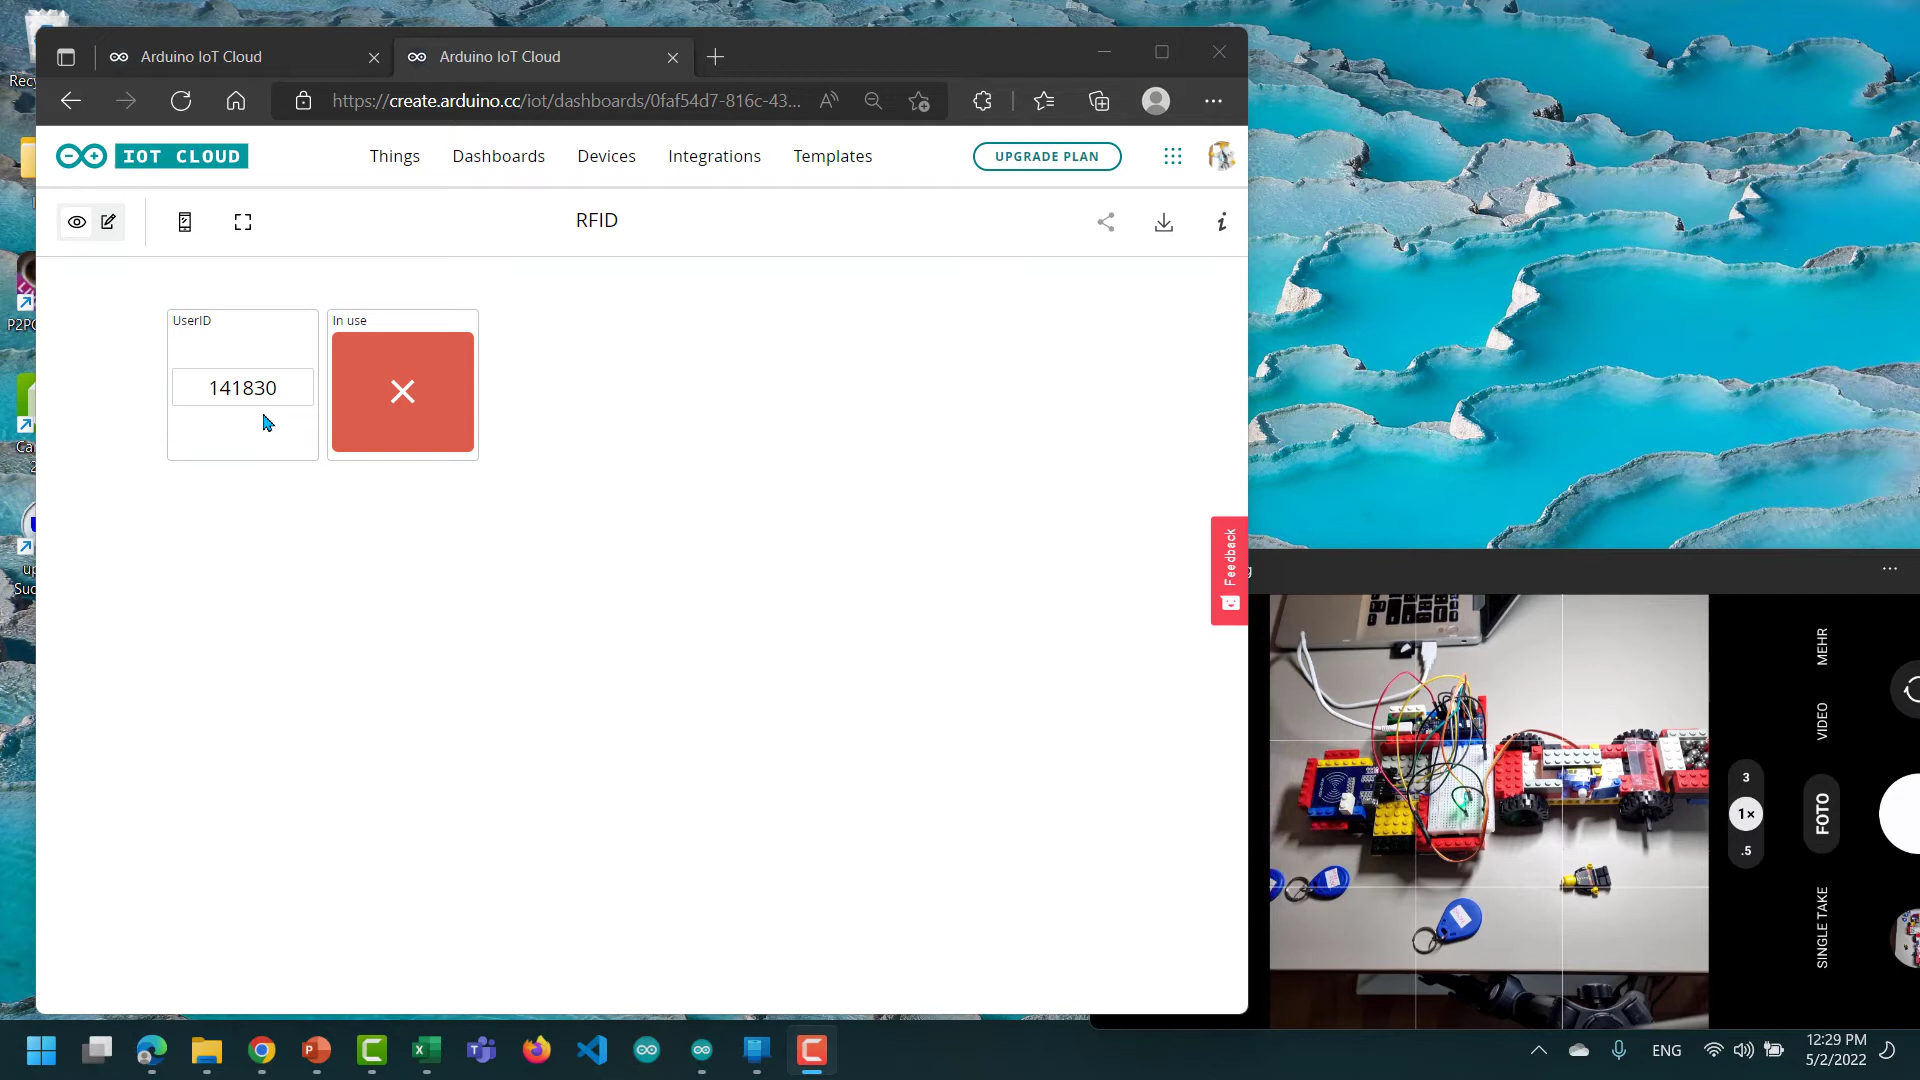 Arduino IoT Cloud
Arduino IoT Cloud
https://create.arduino.cc/iot/dashboards/0faf54d7-816c-43...
IOT CLOUD
Things
Dashboards
Devices
Integrations
Templates
UPGRADE PLAN
RFID
UserID
141830
In use
Feedback
MEHR
VIDEO
FOTO
SINGLE TAKE
3
1×
.5
ENG
12:29 PM
5/2/2022